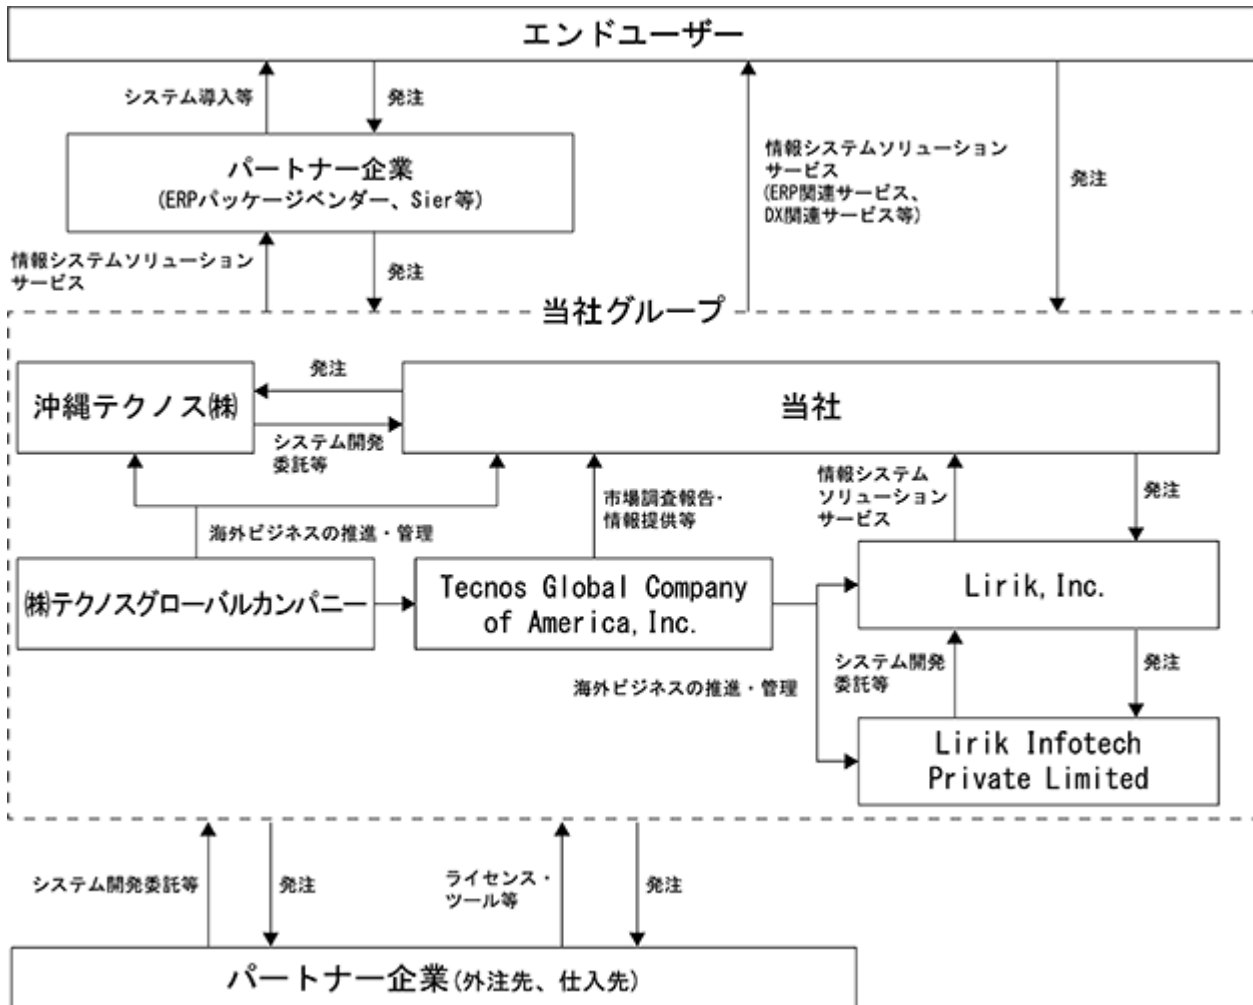 エンドユーザー
システム導入等
発注
パートナー企業
(ERPパッケージベンダー、Sier等)
情報システムソリューション
サービス
(ERP関連サービス、
DX関連サービス等)
発注
情報システムソリューション
サービス
発注
当社グループ
沖縄テクノス㈱
発注
システム開発
委託等
当社
海外ビジネスの推進・管理
市場調査報告・
情報提供等
情報システム
ソリューション
サービス
発注
㈱テクノスグローバルカンパニー
Tecnos Global Company
of America,Inc.
Lirik,Inc.
海外ビジネスの推進・管理
システム開発
委託等
発注
Lirik Infotech
Private Limited
システム開発委託等
発注
ライセンス・
ツール等
発注
パートナー企業(外注先、仕入先)